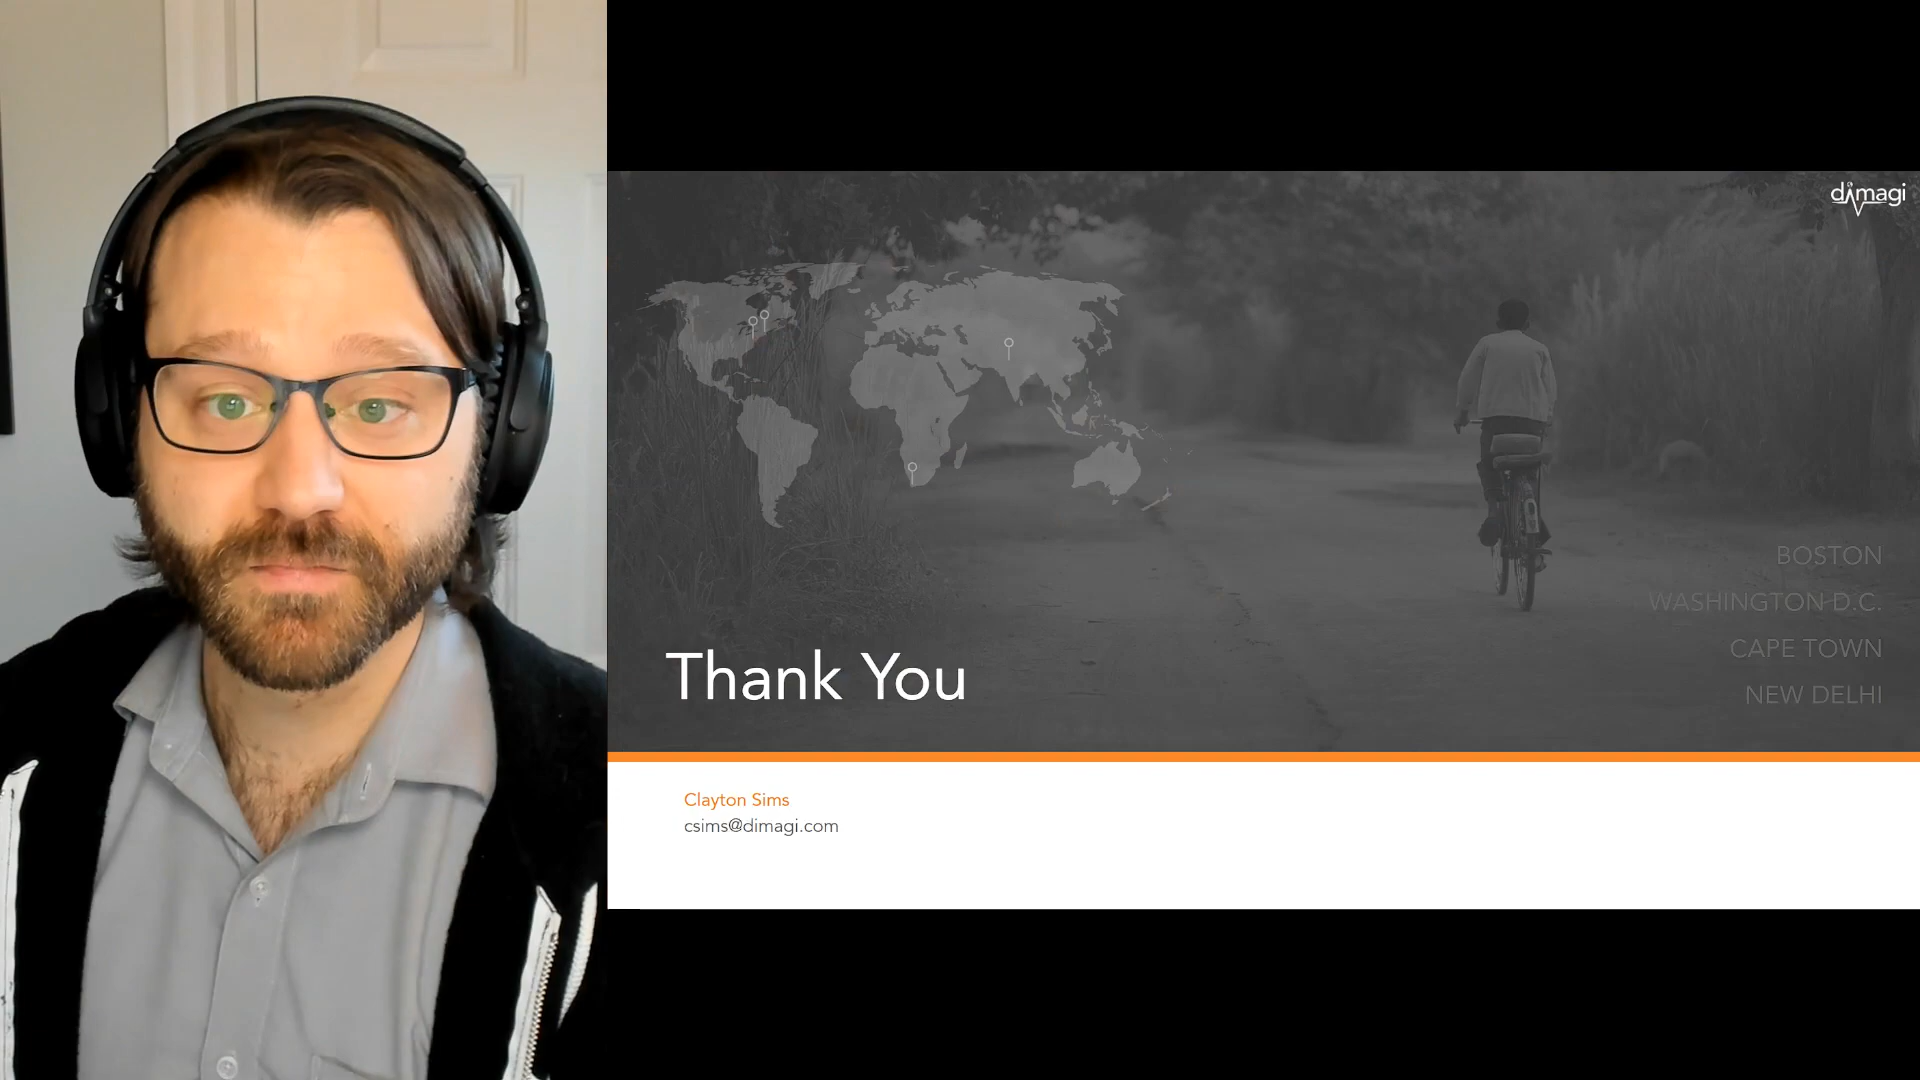 dimagi
BOSTON
WASHINGTON D.C.
CAPE TOWN
NEW DELHI
Thank You
Clayton Sims
csims@dimagi.com